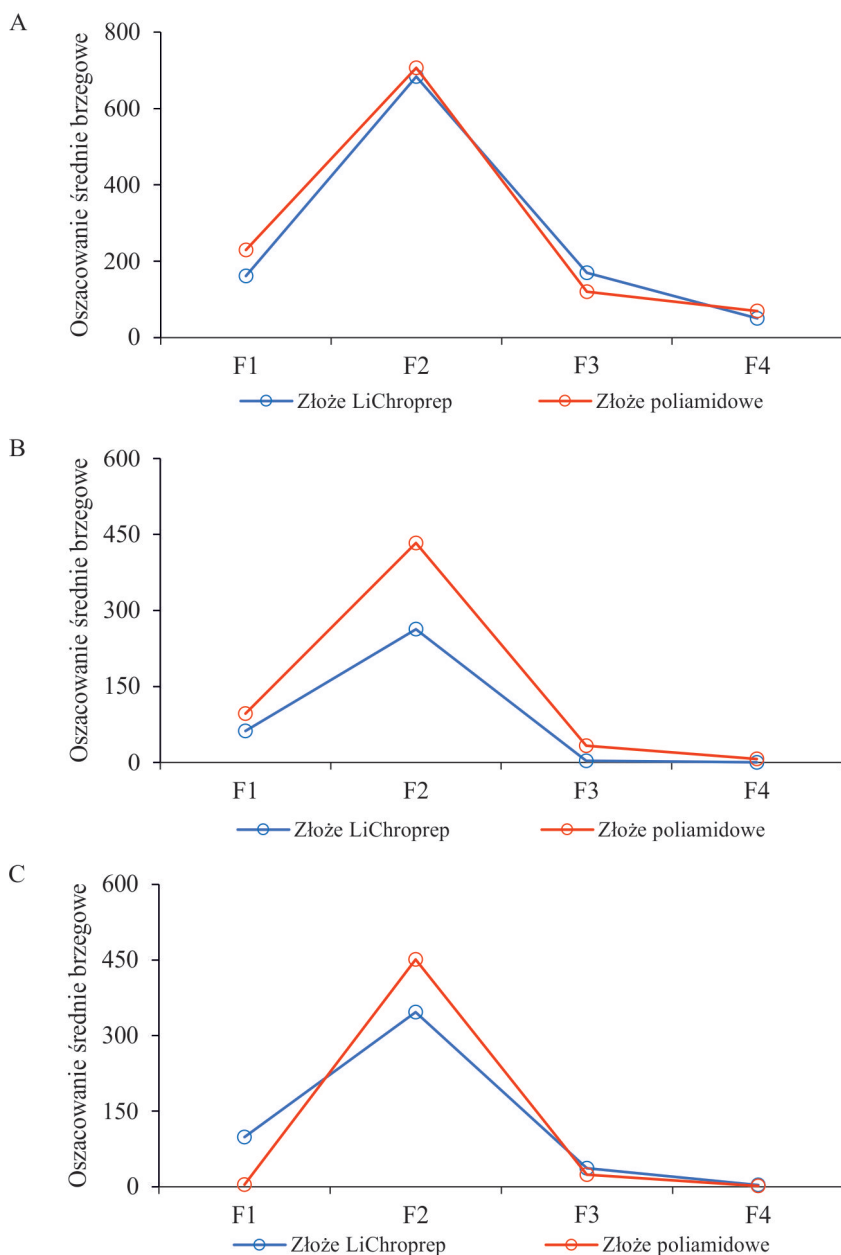 A
Oszacowanie średnie brzegowe
800
600
400
200
0
F1 F2 F3 F4
Złoże LiChroprep Złoże poliamidowe
B
Oszacowanie średnie brzegowe
600
450
300
150
0
F1 F2 F3 F4
Złoże LiChroprep Złoże poliamidowe
C
Oszacowanie średnie brzegowe
600
450
300
150
0
F1 F2 F3 F4
Złoże LiChroprep Złoże poliamidowe